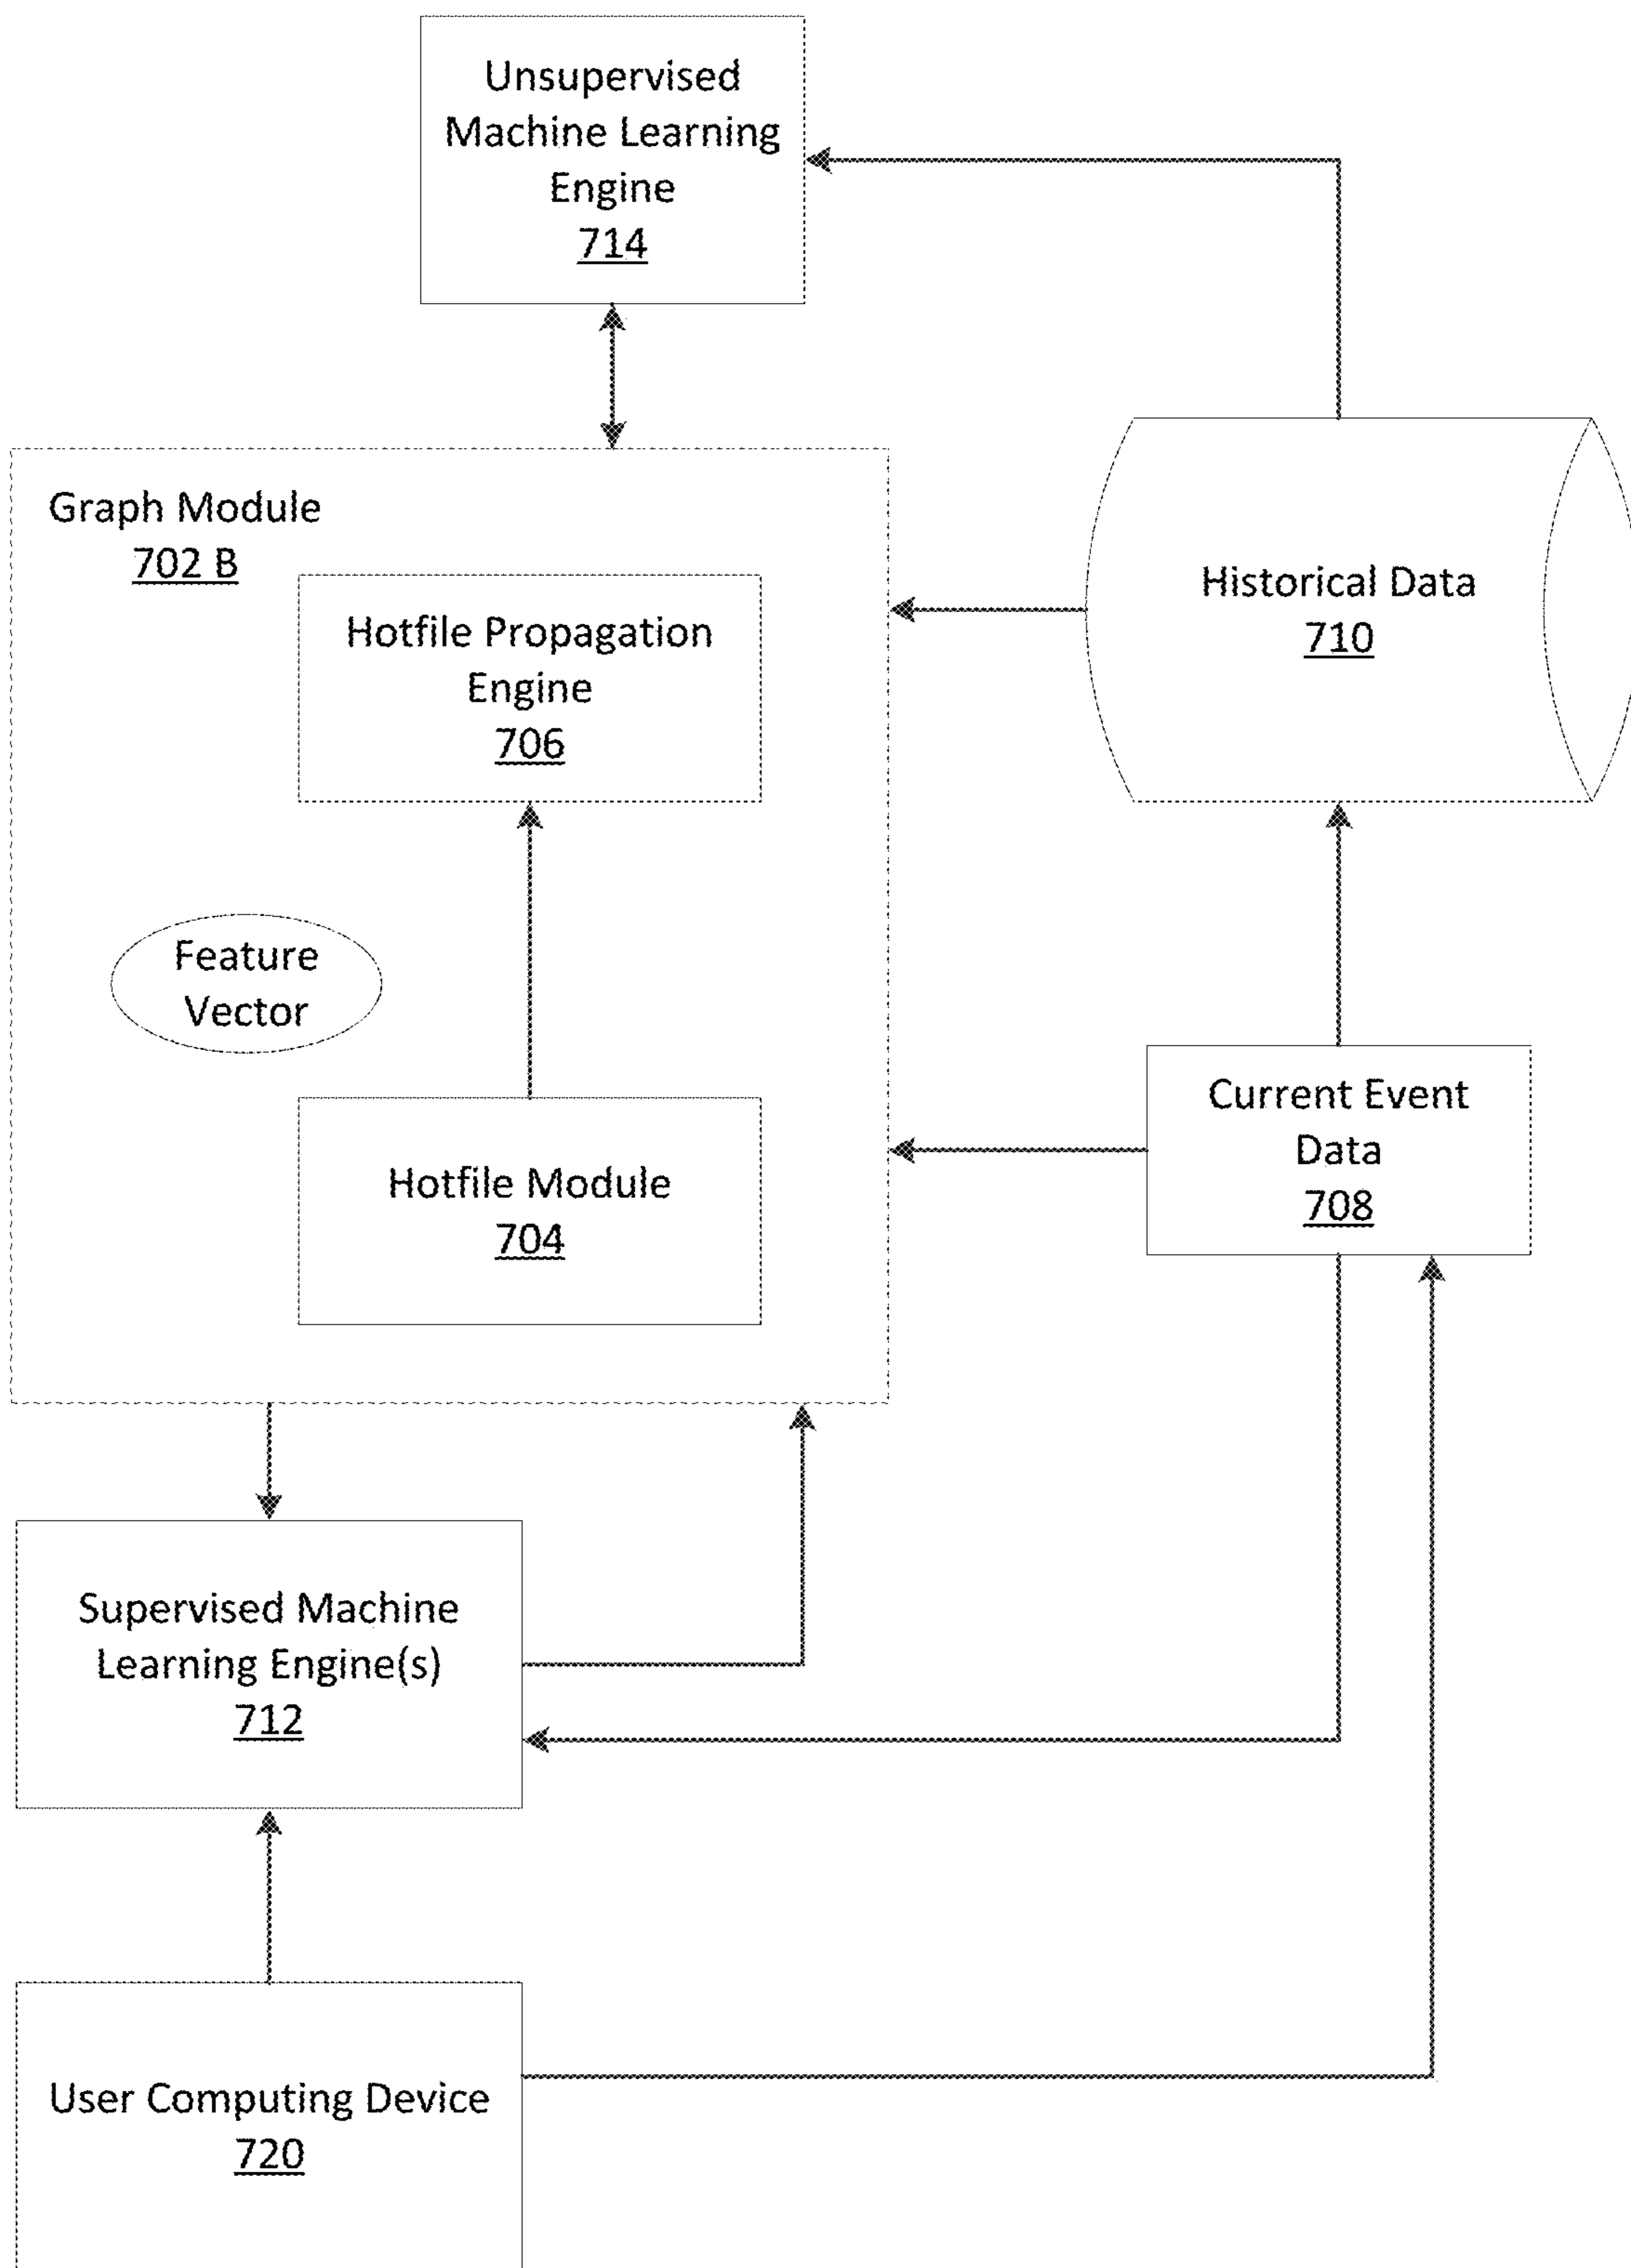 Unsupervised
Machine Learning
Engine
714
Graph Module
702 B
Hotfile Propagation
Engine
706
Historical Data
710
Feature
Vector
Current Event
Data
708
Hotfile Module
704
Supervised Machine
Learning Engine(s)
712
User Computing Device
720